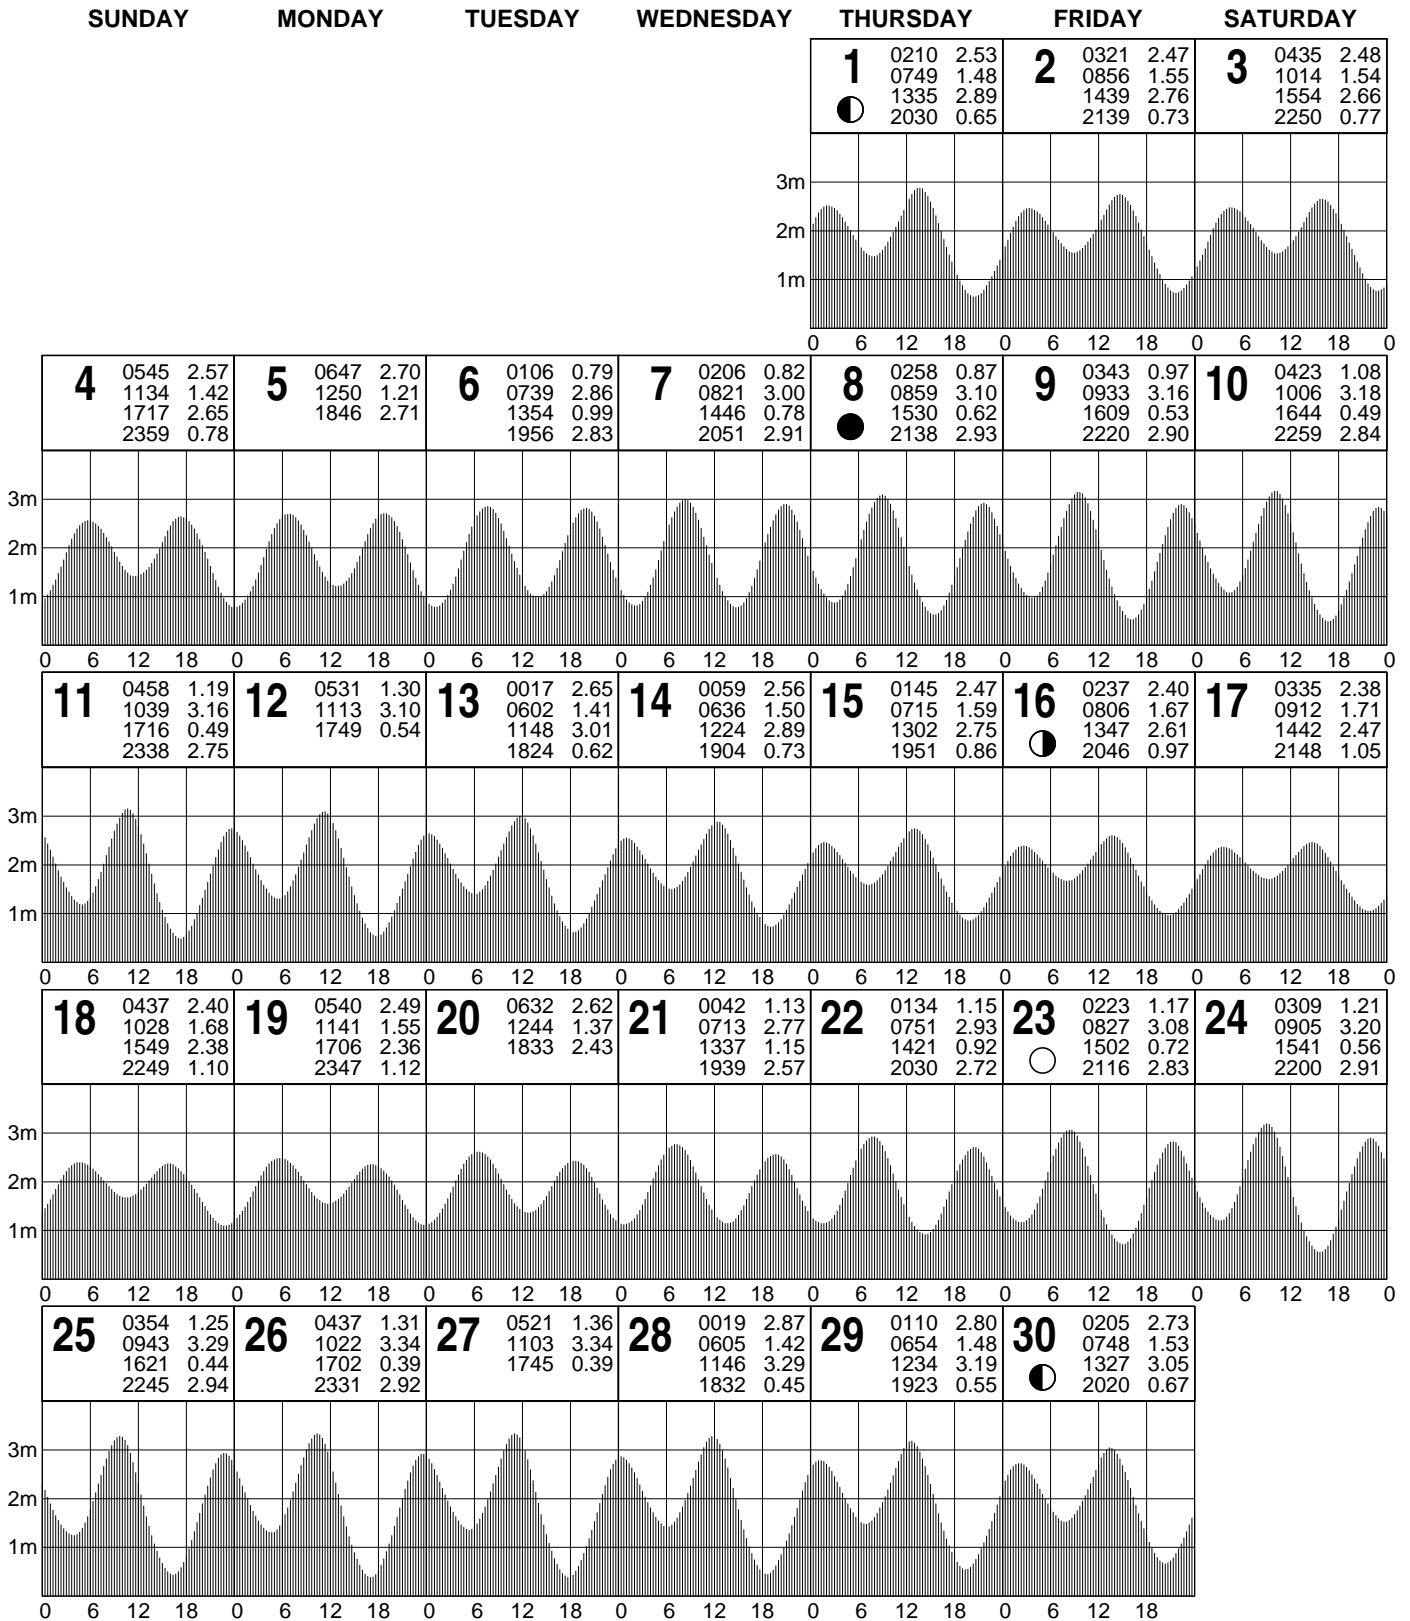 SUNDAY MONDAY TUESDAY WEDNESDAY THURSDAY FRIDAY SATURDAY
1 0210 2.53 2 0321 2.47 3 0435 2.48
0749 1.48 0856 1.55 1014 1.54
1335 2.89 1439 2.76 1554 2.66
2030 0.65 2139 0.73 2250 0.77
3m
2m
1m
0 6 12 18 0 6 12 18 0 6 12 18 0
4 0545 2.57 5 0647 2.70 6 0106 0.79 7 0206 0.82 8 0258 0.87 9 0343 0.97 10 0423 1.08
1134 1.42 1250 1.21 0739 2.86 0821 3.00 0859 3.10 0933 3.16 1006 3.18
1717 2.65 1846 2.71 1354 0.99 1446 0.78 1530 0.62 1609 0.53 1644 0.49
2359 0.78 1956 2.83 2051 2.91 2138 2.93 2220 2.90 2259 2.84
3m
2m
1m
0 6 12 18 0 6 12 18 0 6 12 18 0 6 12 18 0 6 12 18 0 6 12 18 0 6 12 18 0
11 0458 1.19 12 0531 1.30 13 0017 2.65 14 0059 2.56 15 0145 2.47 16 0237 2.40 17 0335 2.38
1039 3.16 1113 3.10 0602 1.41 0636 1.50 0715 1.59 0806 1.67 0912 1.71
1716 0.49 1749 0.54 1148 3.01 1224 2.89 1302 2.75 1347 2.61 1442 2.47
2338 2.75 1824 0.62 1904 0.73 1951 0.86 2046 0.97 2148 1.05
3m
2m
1m
0 6 12 18 0 6 12 18 0 6 12 18 0 6 12 18 0 6 12 18 0 6 12 18 0 6 12 18 0
18 0437 2.40 19 0540 2.49 20 0632 2.62 21 0042 1.13 22 0134 1.15 23 0223 1.17 24 0309 1.21
1028 1.68 1141 1.55 1244 1.37 0713 2.77 0751 2.93 0827 3.08 0905 3.20
1549 2.38 1706 2.36 1833 2.43 1337 1.15 1421 0.92 1502 0.72 1541 0.56
2249 1.10 2347 1.12 1939 2.57 2030 2.72 2116 2.83 2200 2.91
3m
2m
1m
0 6 12 18 0 6 12 18 0 6 12 18 0 6 12 18 0 6 12 18 0 6 12 18 0 6 12 18 0
25 0354 1.25 26 0437 1.31 27 0521 1.36 28 0019 2.87 29 0110 2.80 30 0205 2.73
0943 3.29 1022 3.34 1103 3.34 0605 1.42 0654 1.48 0748 1.53
1621 0.44 1702 0.39 1745 0.39 1146 3.29 1234 3.19 1327 3.05
2245 2.94 2331 2.92 1832 0.45 1923 0.55 2020 0.67
3m
2m
1m
0 6 12 18 0 6 12 18 0 6 12 18 0 6 12 18 0 6 12 18 0 6 12 18 0